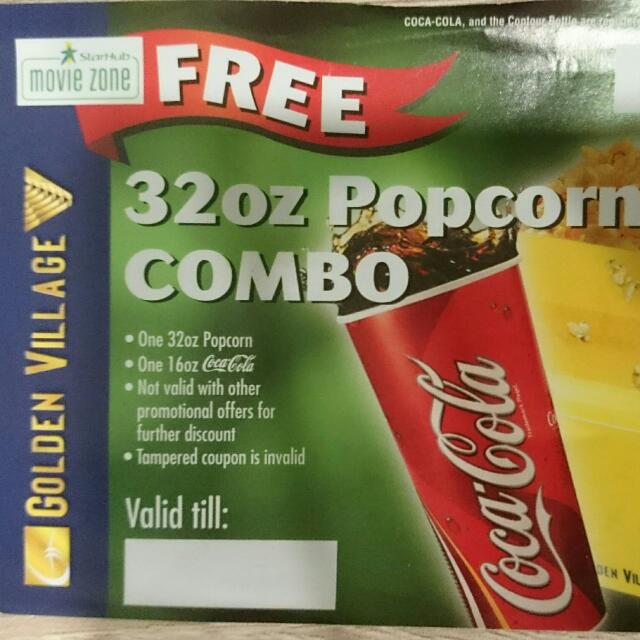 COCA-COLA, and the Contour Bottle are
StarHub
movie zone
FREE
32oz Popcorn
COMBO
GOLDEN VILLAGE
• One 32oz Popcorn
• One 16oz Coca-Cola
• Not valid with other
promotional offers for
further discount
• Tampered coupon is invalid
Valid till:
Coca-Cola